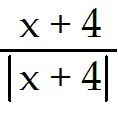 x + 4
|x + 4|